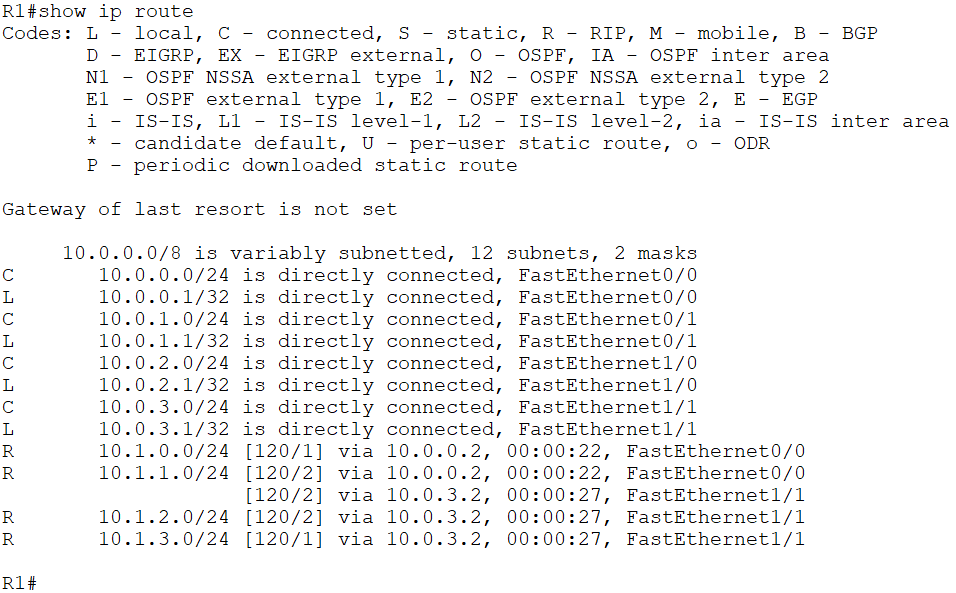 R1#show ip route
Codes: L - local, C - connected, S - static, R - RIP, M - mobile, B - BGP
       D - EIGRP, EX - EIGRP external, O - OSPF, IA - OSPF inter area
       N1 - OSPF NSSA external type 1, N2 - OSPF NSSA external type 2
       E1 - OSPF external type 1, E2 - OSPF external type 2, E - EGP
       i - IS-IS, L1 - IS-IS level-1, L2 - IS-IS level-2, ia - IS-IS inter area
       * - candidate default, U - per-user static route, o - ODR
       P - periodic downloaded static route

Gateway of last resort is not set

     10.0.0.0/8 is variably subnetted, 12 subnets, 2 masks
C       10.0.0.0/24 is directly connected, FastEthernet0/0
L       10.0.0.1/32 is directly connected, FastEthernet0/0
C       10.0.1.0/24 is directly connected, FastEthernet0/1
L       10.0.1.1/32 is directly connected, FastEthernet0/1
C       10.0.2.0/24 is directly connected, FastEthernet1/0
L       10.0.2.1/32 is directly connected, FastEthernet1/0
C       10.0.3.0/24 is directly connected, FastEthernet1/1
L       10.0.3.1/32 is directly connected, FastEthernet1/1
R       10.1.0.0/24 [120/1] via 10.0.0.2, 00:00:22, FastEthernet0/0
R       10.1.1.0/24 [120/2] via 10.0.0.2, 00:00:22, FastEthernet0/0
                    [120/2] via 10.0.3.2, 00:00:27, FastEthernet1/1
R       10.1.2.0/24 [120/2] via 10.0.3.2, 00:00:27, FastEthernet1/1
R       10.1.3.0/24 [120/1] via 10.0.3.2, 00:00:27, FastEthernet1/1

R1#